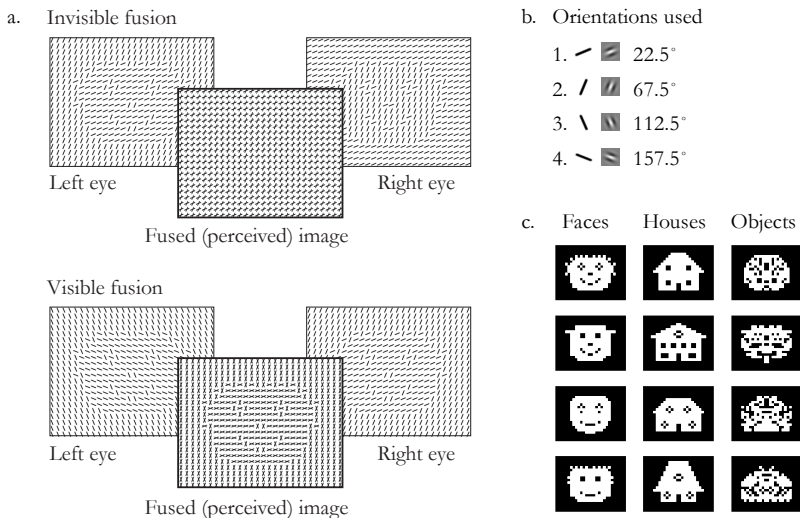 a. Invisible fusion
Left eye
Right eye
Fused (perceived) image
Visible fusion
Left eye
Right eye
Fused (perceived) image
b. Orientations used
1. 22.5°
2. 67.5°
3. 112.5°
4. 157.5°
c. Faces Houses Objects